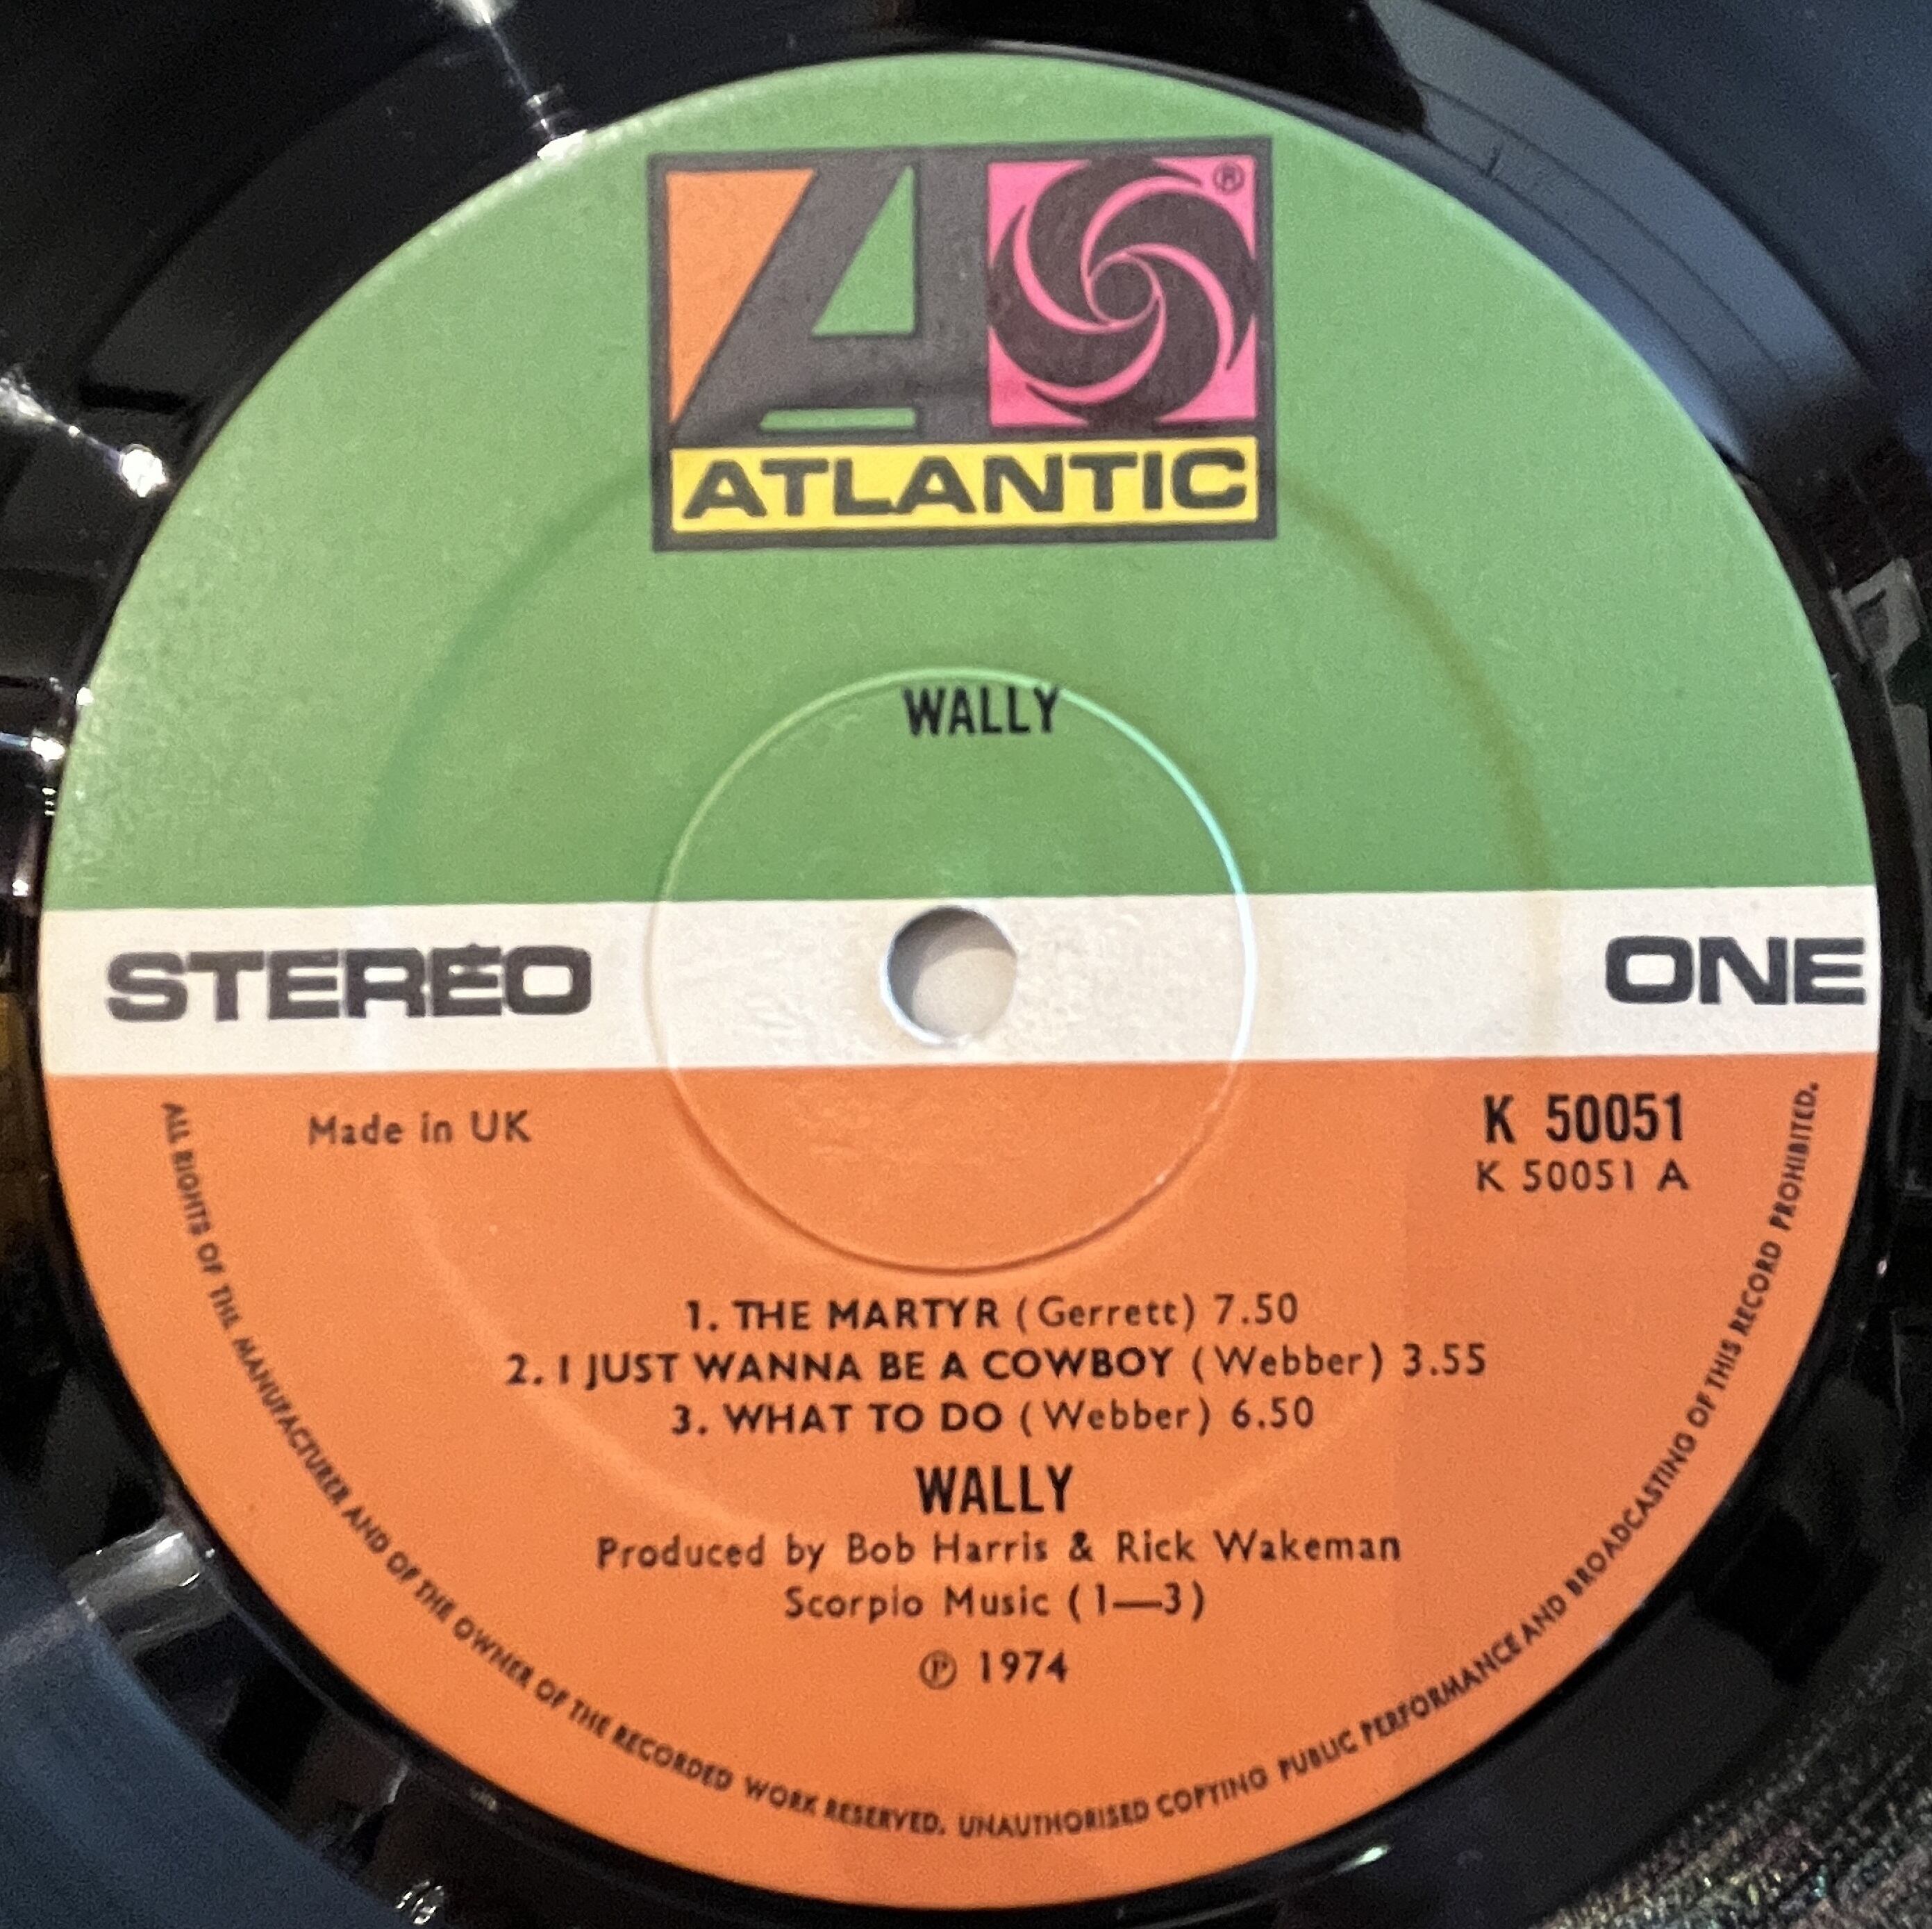 ®
ATLANTIC
WALLY
STEREO
ONE
Made in UK
K 50051
K 50051 A
1. THE MARTYR (Gerrett) 7.50
2. I JUST WANNA BE A COWBOY (Webber) 3.55
3. WHAT TO DO (Webber) 6.50
WALLY
Produced by Bob Harris & Rick Wakeman
Scorpio Music (1—3)
℗ 1974
ALL RIGHTS OF THE MANUFACTURER AND OF THE OWNER OF THE RECORDED WORK RESERVED. UNAUTHORISED COPYING PUBLIC PERFORMANCE AND BROADCASTING OF THIS RECORD PROHIBITED.